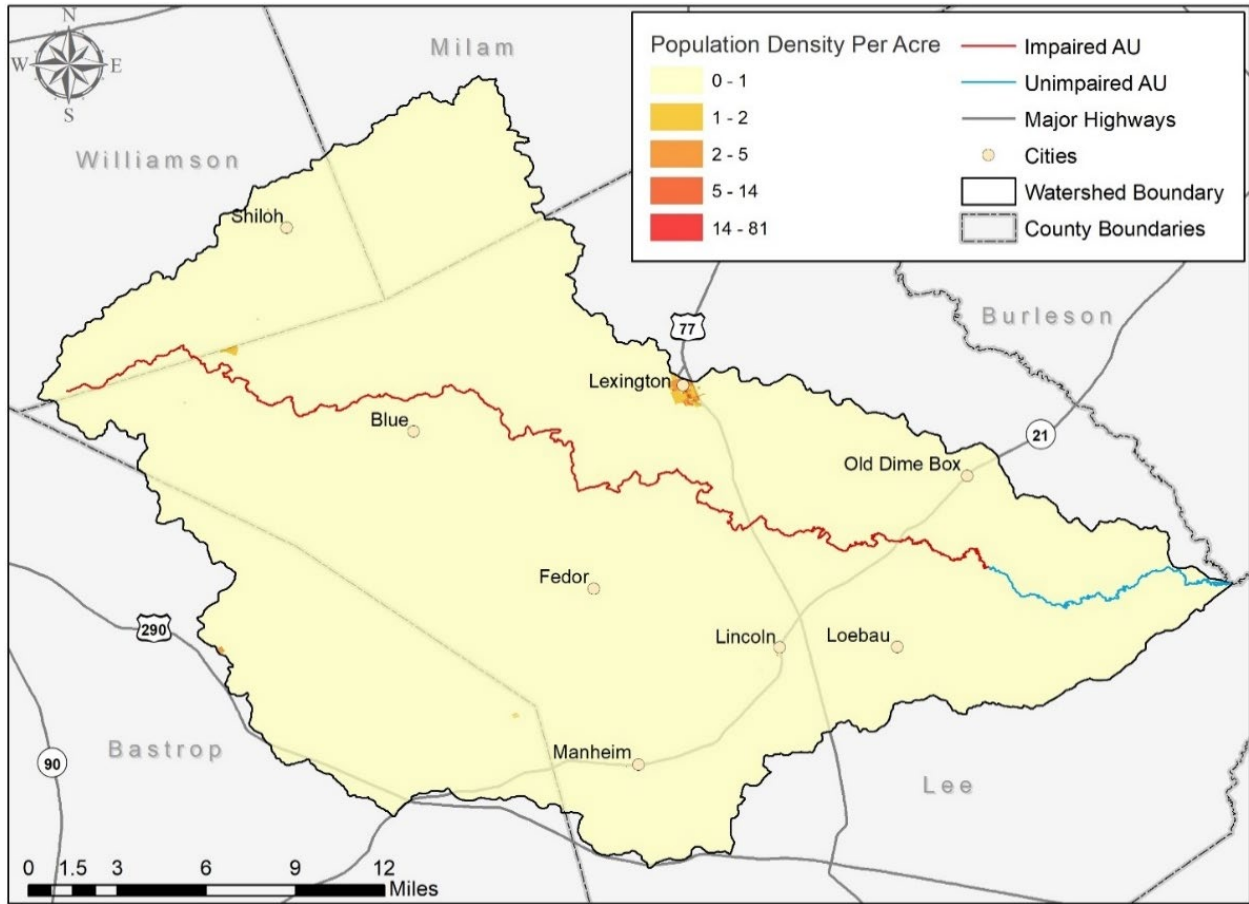 N
W E
S
Milam
Williamson
Population Density Per Acre
0 - 1
1 - 2
2 - 5
5 - 14
14 - 81
Impaired AU
Unimpaired AU
Major Highways
Cities
Watershed Boundary
County Boundaries
Shiloh
Burleson
77
Lexington
Blue
21
Old Dime Box
Fedor
290
Lincoln
Loebau
Bastrop
Manheim
90
Lee
0 1.5 3 6 9 12
Miles